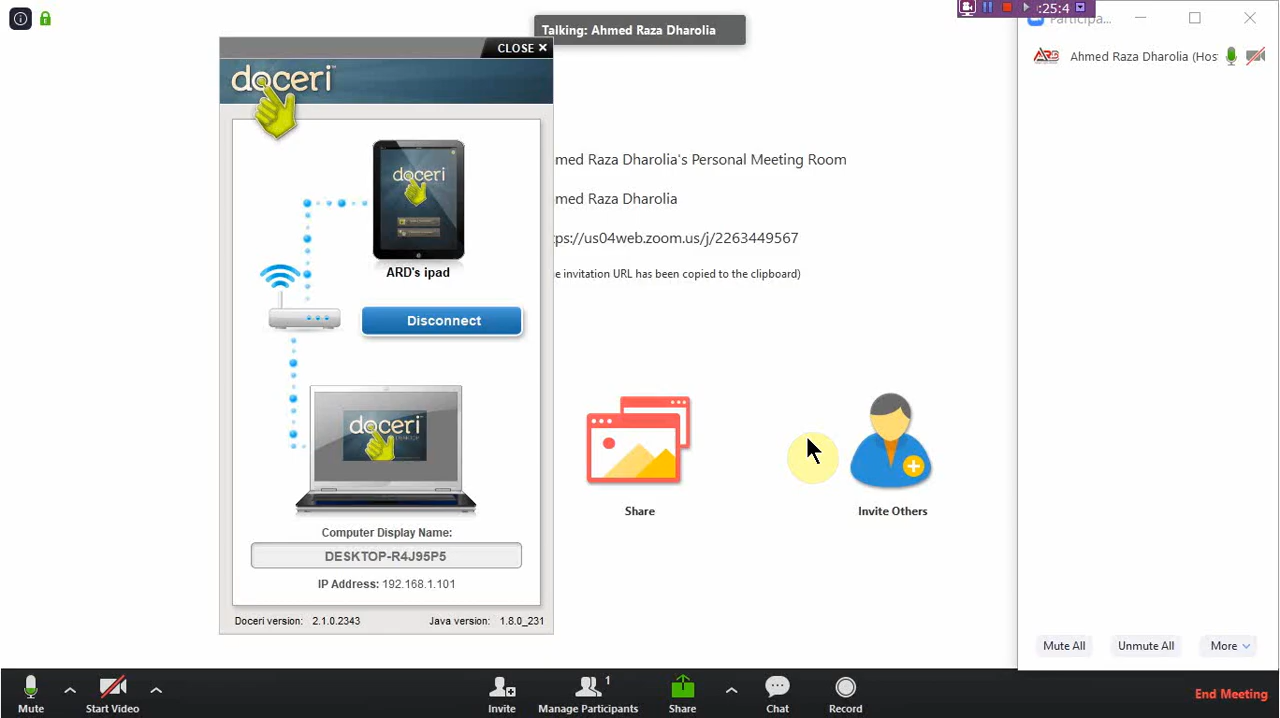 Talking: Ahmed Raza Dharolia
:25:4
CLOSE ✕
doceri™
doceri
ARD's ipad
Disconnect
doceri
DESKTOP
Computer Display Name:
DESKTOP-R4J95P5
IP Address: 192.168.1.101
Doceri version: 2.1.0.2343 Java version: 1.8.0_231
med Raza Dharolia's Personal Meeting Room
med Raza Dharolia
ps://us04web.zoom.us/j/2263449567
e invitation URL has been copied to the clipboard)
Share
Invite Others
Participa...
ARD
Ahmed Raza Dharolia (Hos
Mute All
Unmute All
More
Mute
Start Video
Invite
1
Manage Participants
Share
Chat
Record
End Meeting